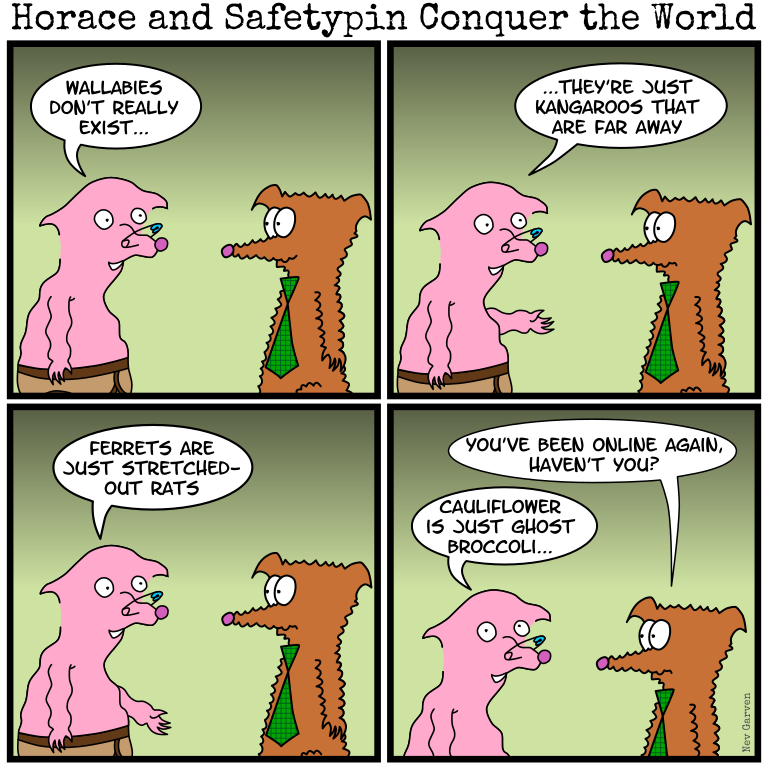 Horace and Safetypin Conquer the World
WALLABIES
DON'T REALLY
EXIST...
...THEY'RE JUST
KANGAROOS THAT
ARE FAR AWAY
FERRETS ARE
JUST STRETCHED-
OUT RATS
YOU'VE BEEN ONLINE AGAIN,
HAVEN'T YOU?
CAULIFLOWER
IS JUST GHOST
BROCCOLI...
Nev Garven